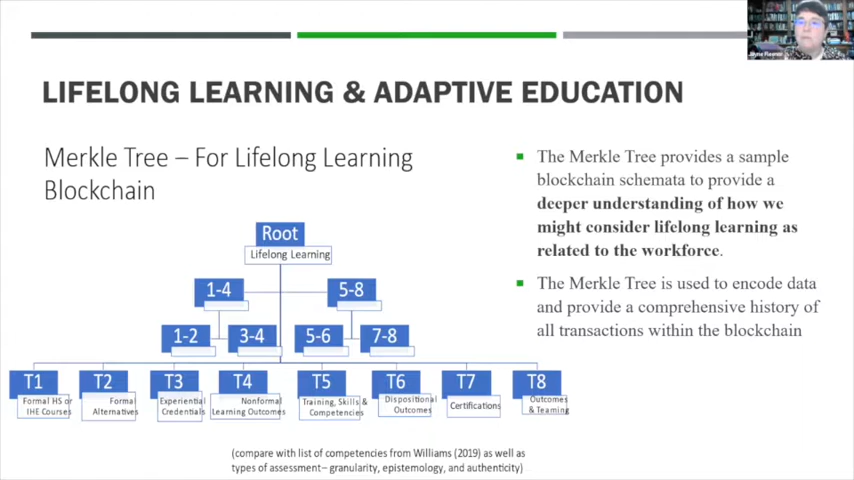 LIFELONG LEARNING & ADAPTIVE EDUCATION
Merkle Tree – For Lifelong Learning
Blockchain
Root
Lifelong Learning
1-4
5-8
1-2
3-4
5-6
7-8
T1
T2
T3
T4
T5
T6
T7
T8
Formal HS or
IHE Courses
Formal
Alternatives
Experiential
Credentials
Nonformal
Learning Outcomes
Training, Skills &
Competencies
Dispositional
Outcomes
Certifications
Outcomes
& Teaming
(compare with list of competencies from Williams (2019) as well as
types of assessment– granularity, epistemology, and authenticity)
The Merkle Tree provides a sample
blockchain schemata to provide a
deeper understanding of how we
might consider lifelong learning as
related to the workforce.
The Merkle Tree is used to encode data
and provide a comprehensive history of
all transactions within the blockchain